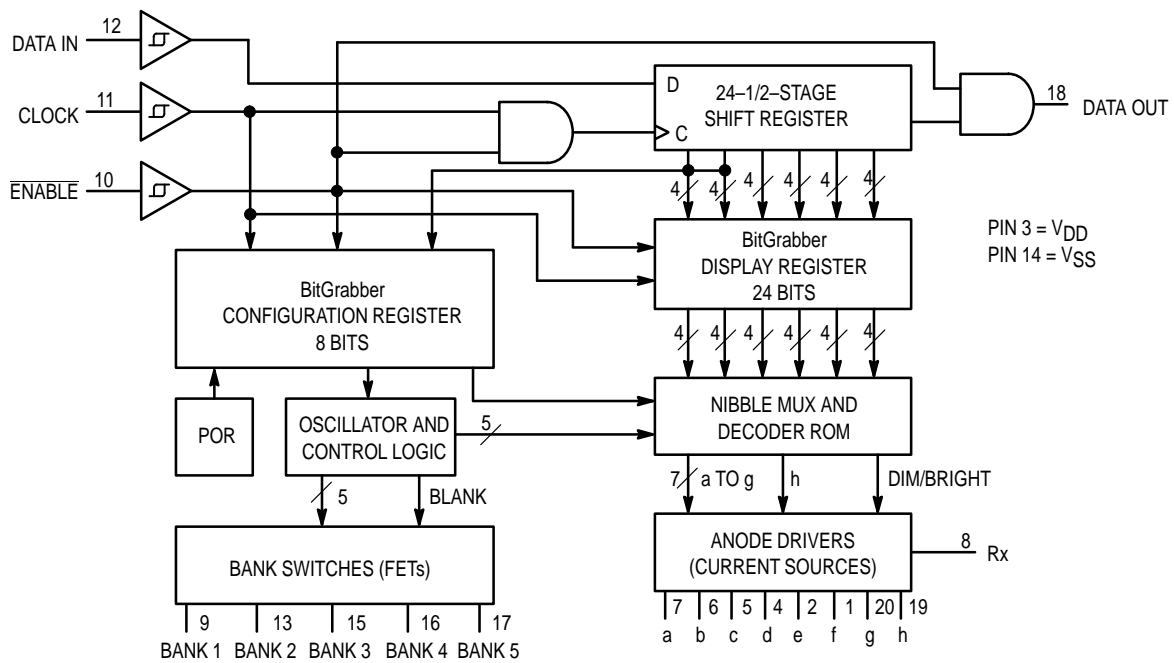 12
DATA IN
11
CLOCK
10
ENABLE
D
C
24–1/2–STAGE
SHIFT REGISTER
18
DATA OUT
4 4 4 4 4 4
BitGrabber
DISPLAY REGISTER
24 BITS
PIN 3 = VDD
PIN 14 = VSS
BitGrabber
CONFIGURATION REGISTER
8 BITS
4 4 4 4 4 4
POR
OSCILLATOR AND
CONTROL LOGIC
5
NIBBLE MUX AND
DECODER ROM
5
BLANK
7 a TO g
h
DIM/BRIGHT
BANK SWITCHES (FETs)
ANODE DRIVERS
(CURRENT SOURCES)
8
Rx
9 13 15 16 17
BANK 1 BANK 2 BANK 3 BANK 4 BANK 5
7 6 5 4 2 1 20 19
a b c d e f g h